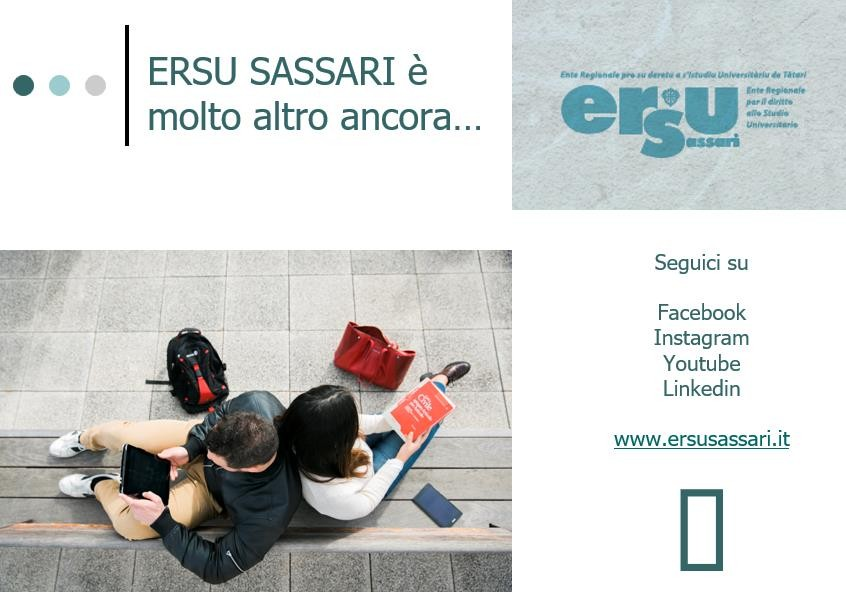 ERSU SASSARI è
molto altro ancora…
Ente Regionale pro su deretu a s'Istudiu Universitàriu de Tàtari
ersu
Sassari
Ente Regionale
per il diritto
allo Studio
Universitario
Seguici su
Facebook
Instagram
Youtube
Linkedin
www.ersusassari.it
Civile